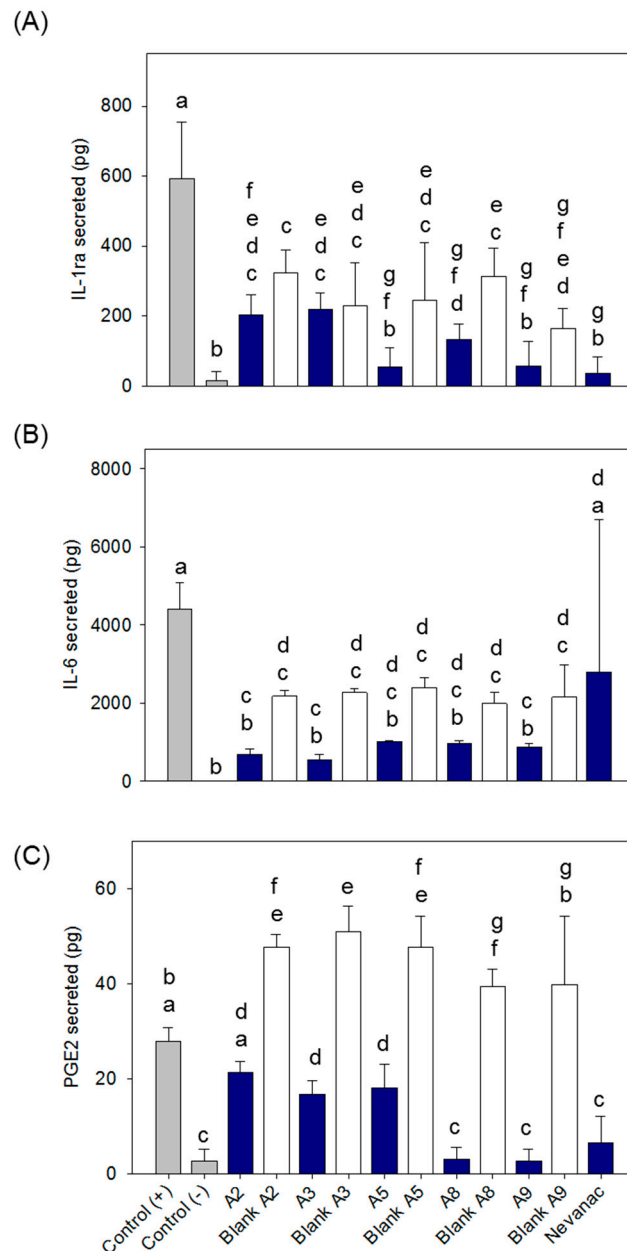 (A)
IL-1ra secreted (pg)
800
600
400
200
0
a
b
f
e
d
c
c
e
d
c
e
d
c
g
f
b
e
d
c
g
f
d
e
c
g
f
b
g
f
e
d
g
b
(B)
IL-6 secreted (pg)
8000
6000
4000
2000
0
a
b
c
b
d
c
c
b
d
c
d
c
b
d
c
d
c
b
d
c
c
b
d
c
d
a
(C)
PGE2 secreted (pg)
60
40
20
0
b
a
c
d
a
f
e
d
e
d
f
e
c
g
f
c
g
b
c
Control (+)
Control (-)
A2
Blank A2
A3
Blank A3
A5
Blank A5
A8
Blank A8
A9
Blank A9
Nevanac